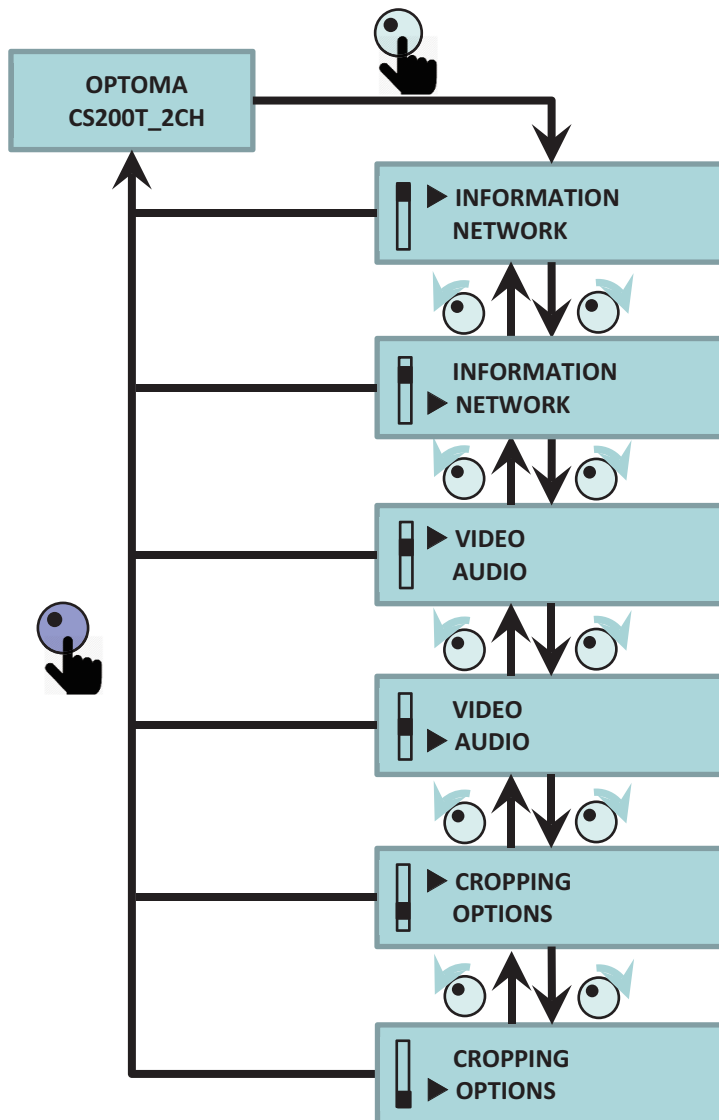 OPTOMA
CS200T_2CH
INFORMATION
NETWORK
INFORMATION
NETWORK
VIDEO
AUDIO
VIDEO
AUDIO
CROPPING
OPTIONS
CROPPING
OPTIONS